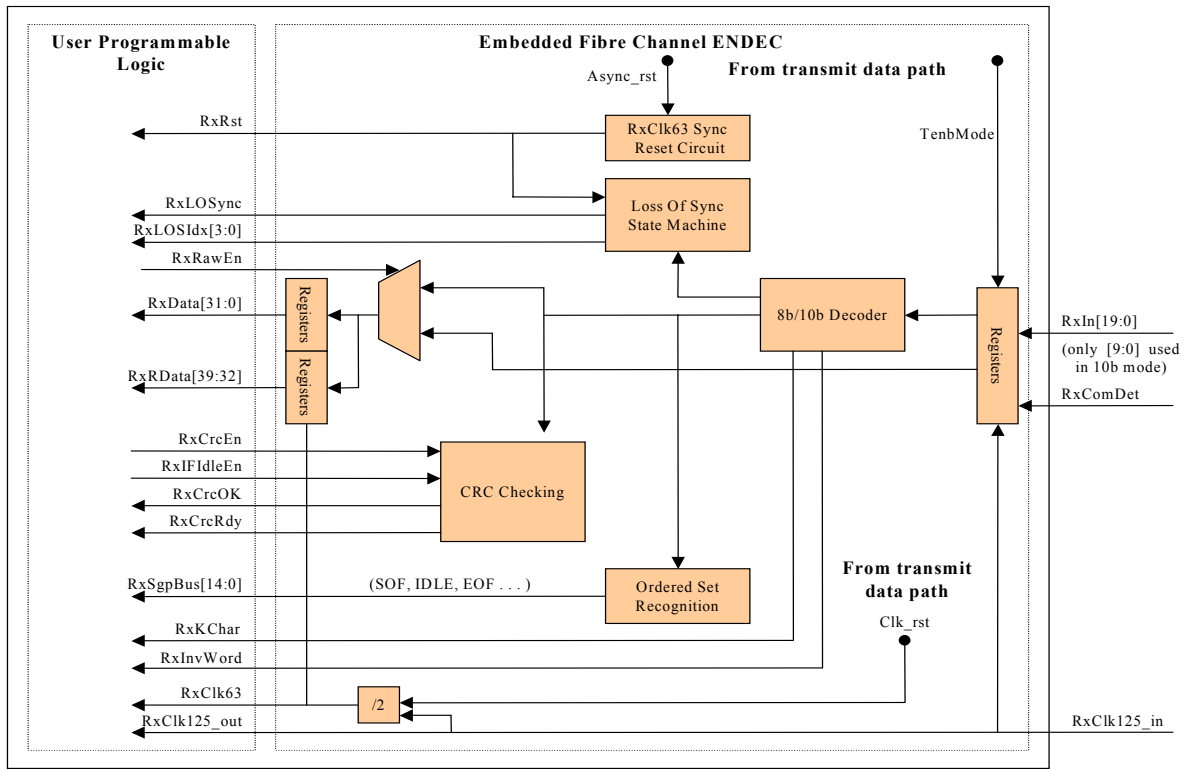 User Programmable
Logic
Embedded Fibre Channel ENDEC
Async_rst
From transmit data path
RxRst
RxClk63 Sync
Reset Circuit
TenbMode
RxLOSync
RxLOSIdx[3:0]
Loss Of Sync
State Machine
RxRawEn
RxData[31:0]
Registers
8b/10b Decoder
Registers
RxIn[19:0]
(only [9:0] used
in 10b mode)
RxRData[39:32]
Registers
RxComDet
RxCrcEn
RxIFIdleEn
RxCrcOK
RxCrcRdy
CRC Checking
RxSgpBus[14:0]
(SOF, IDLE, EOF . . . )
Ordered Set
Recognition
From transmit
data path
Clk_rst
RxKChar
RxInvWord
RxClk63
/2
RxClk125_out
RxClk125_in